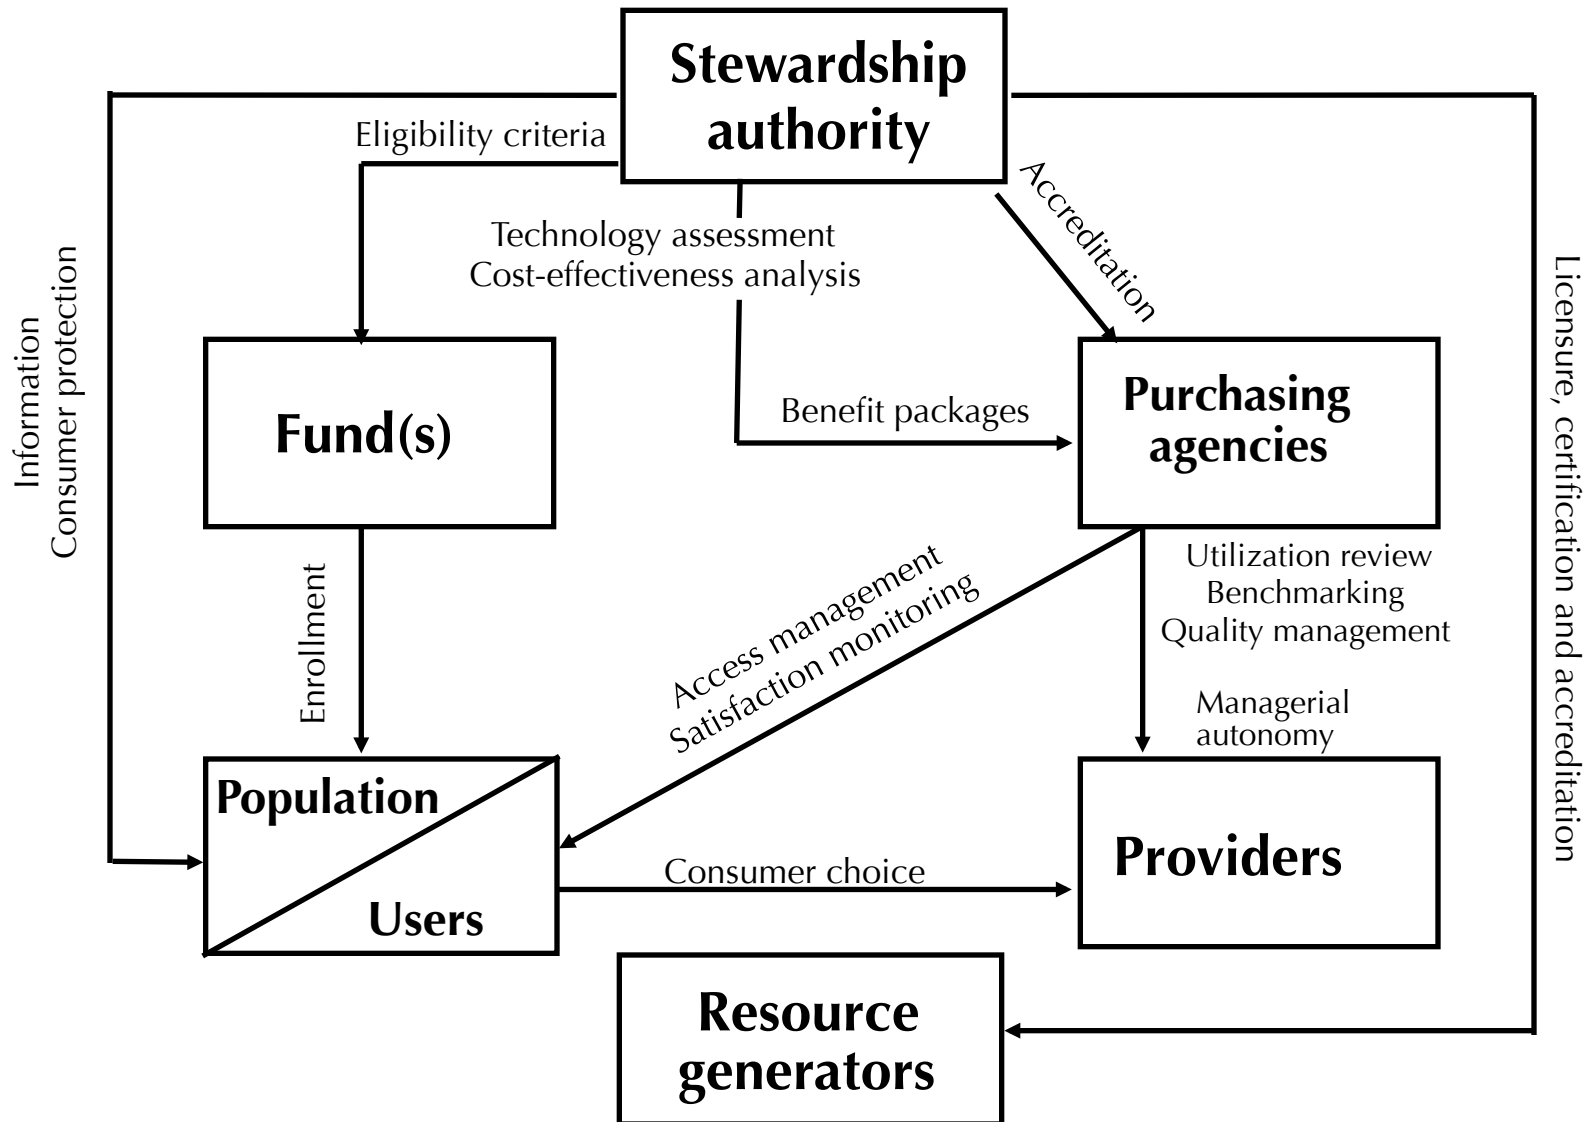 Stewardship
authority
Eligibility criteria
Accreditation
Technology assessment
Cost-effectiveness analysis
Information
Consumer protection
Licensure, certification and accreditation
Fund(s)
Benefit packages
Purchasing
agencies
Enrollment
Access management
Satisfaction monitoring
Utilization review
Benchmarking
Quality management
Managerial
autonomy
Population
Users
Consumer choice
Providers
Resource
generators